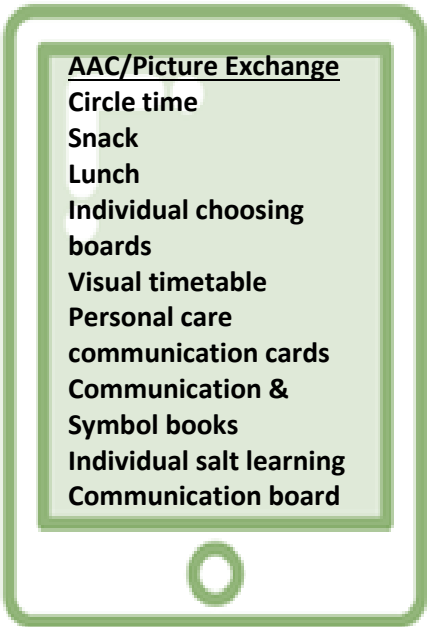 AAC/Picture Exchange
Circle time
Snack
Lunch
Individual choosing
boards
Visual timetable
Personal care
communication cards
Communication &
Symbol books
Individual salt learning
Communication board